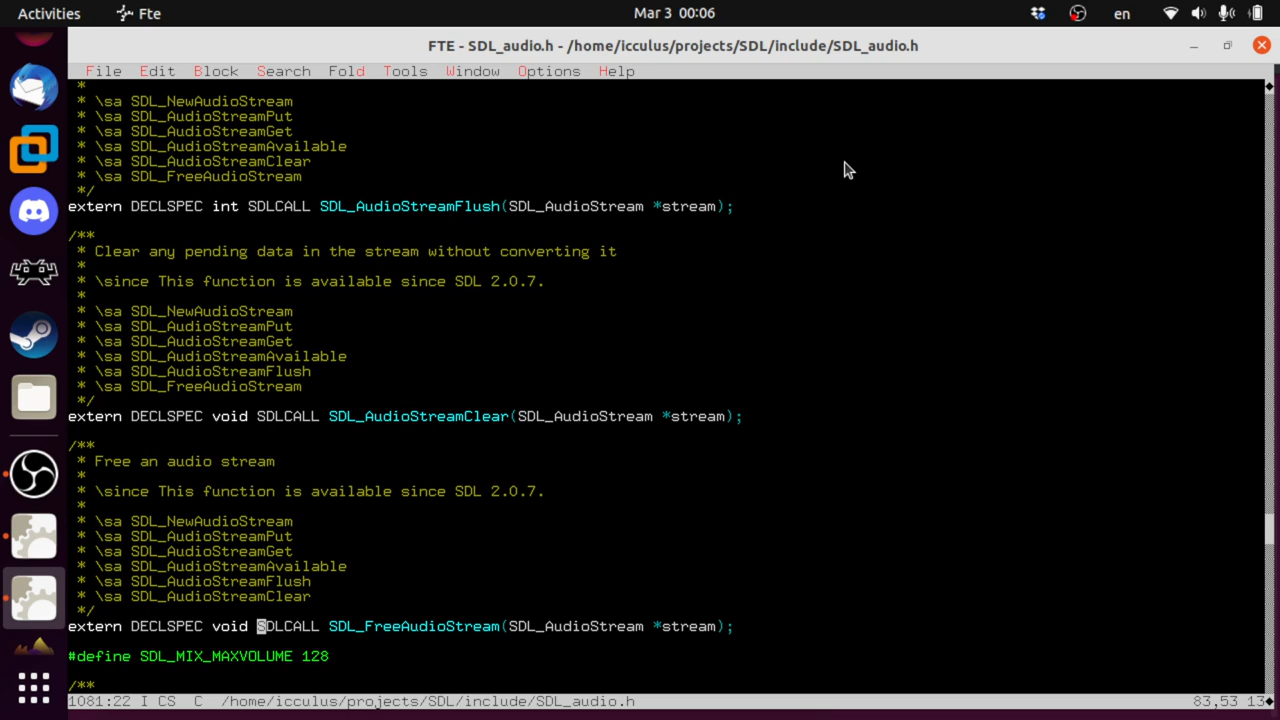 Activities Fte Mar 3 00:06 en
FTE - SDL_audio.h - /home/icculus/projects/SDL/include/SDL_audio.h
File Edit Block Search Fold Tools Window Options Help
*
* \sa SDL_NewAudioStream
* \sa SDL_AudioStreamPut
* \sa SDL_AudioStreamGet
* \sa SDL_AudioStreamAvailable
* \sa SDL_AudioStreamClear
* \sa SDL_FreeAudioStream
*/
extern DECLSPEC int SDLCALL SDL_AudioStreamFlush(SDL_AudioStream *stream);
/**
* Clear any pending data in the stream without converting it
*
* \since This function is available since SDL 2.0.7.
*
* \sa SDL_NewAudioStream
* \sa SDL_AudioStreamPut
* \sa SDL_AudioStreamGet
* \sa SDL_AudioStreamAvailable
* \sa SDL_AudioStreamFlush
* \sa SDL_FreeAudioStream
*/
extern DECLSPEC void SDLCALL SDL_AudioStreamClear(SDL_AudioStream *stream);
/**
* Free an audio stream
*
* \since This function is available since SDL 2.0.7.
*
* \sa SDL_NewAudioStream
* \sa SDL_AudioStreamPut
* \sa SDL_AudioStreamGet
* \sa SDL_AudioStreamAvailable
* \sa SDL_AudioStreamFlush
* \sa SDL_AudioStreamClear
*/
extern DECLSPEC void SDLCALL SDL_FreeAudioStream(SDL_AudioStream *stream);
#define SDL_MIX_MAXVOLUME 128
/**
1081:22 I CS C /home/icculus/projects/SDL/include/SDL_audio.h 83,53 13